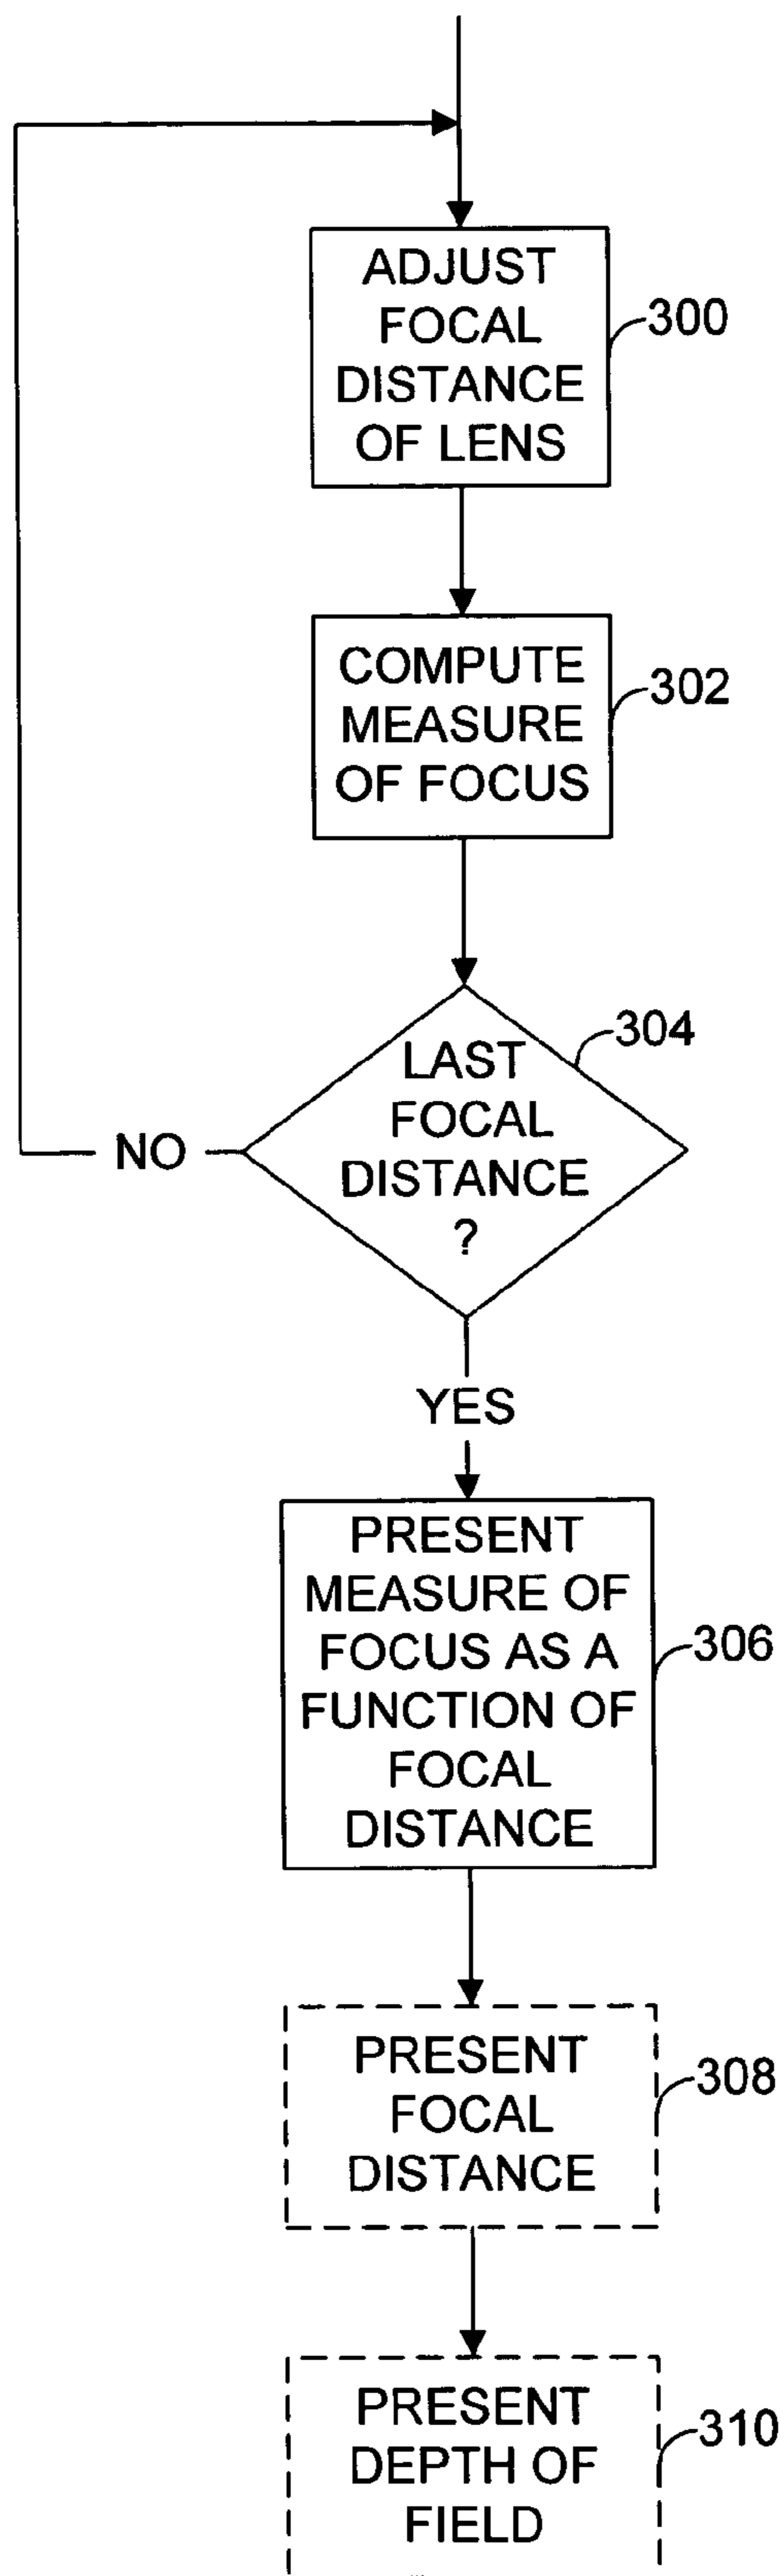 ADJUST
FOCAL
DISTANCE
OF LENS
300
COMPUTE
MEASURE
OF FOCUS
302
LAST
FOCAL
DISTANCE
?
304
NO
YES
PRESENT
MEASURE OF
FOCUS AS A
FUNCTION OF
FOCAL
DISTANCE
306
PRESENT
FOCAL
DISTANCE
308
PRESENT
DEPTH OF
FIELD
310